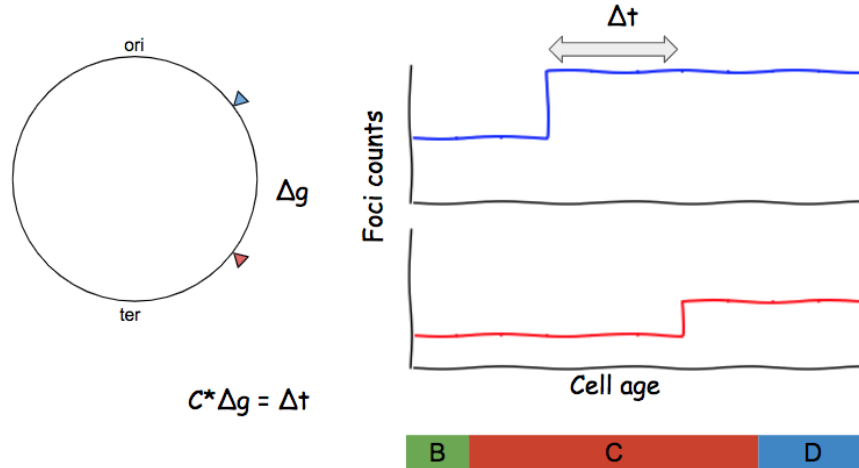 ori
Δg
ter
C*Δg = Δt
Δt
Foci counts
Cell age
B C D